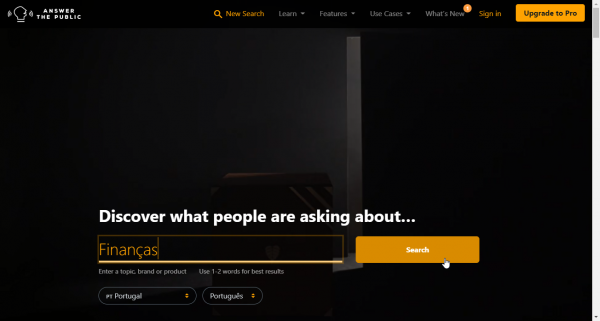 ANSWER
THE PUBLIC
New Search
Learn
Features
Use Cases
What's New
Sign in
Upgrade to Pro
Discover what people are asking about...
Finanças
Search
Enter a topic, brand or product
Use 1-2 words for best results
PT Portugal
Português